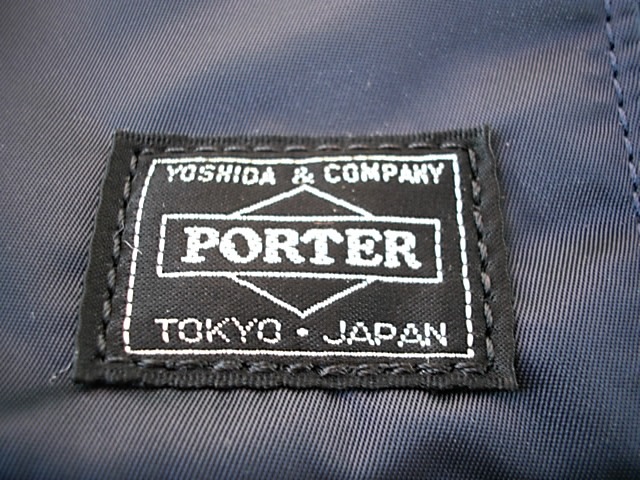 YOSHIDA & COMPANY
PORTER
TOKYO • JAPAN